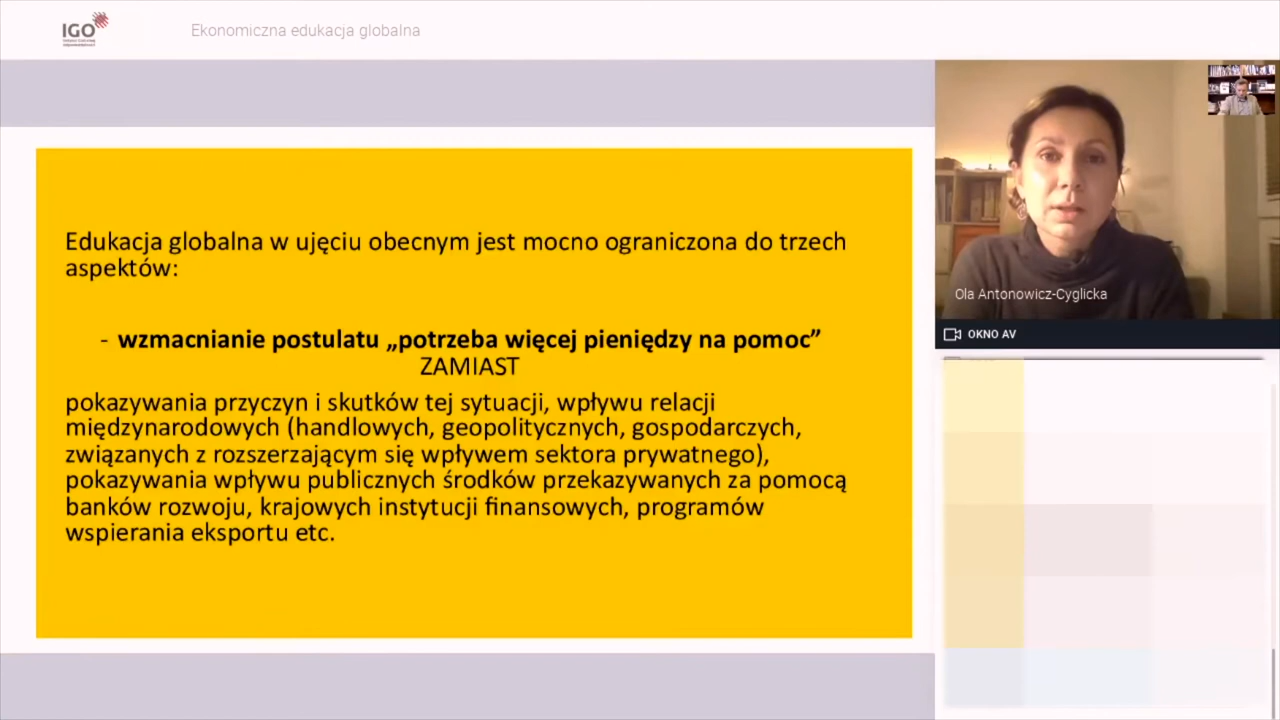 IGO
Ekonomiczna edukacja globalna
Edukacja globalna w ujęciu obecnym jest mocno ograniczona do trzech
aspektów:
- wzmacnianie postulatu „potrzeba więcej pieniędzy na pomoc”
ZAMIAST
pokazywania przyczyn i skutków tej sytuacji, wpływu relacji
międzynarodowych (handlowych, geopolitycznych, gospodarczych,
związanych z rozszerzającym się wpływem sektora prywatnego),
pokazywania wpływu publicznych środków przekazywanych za pomocą
banków rozwoju, krajowych instytucji finansowych, programów
wspierania eksportu etc.
Ola Antonowicz-Cyglicka
OKNO AV